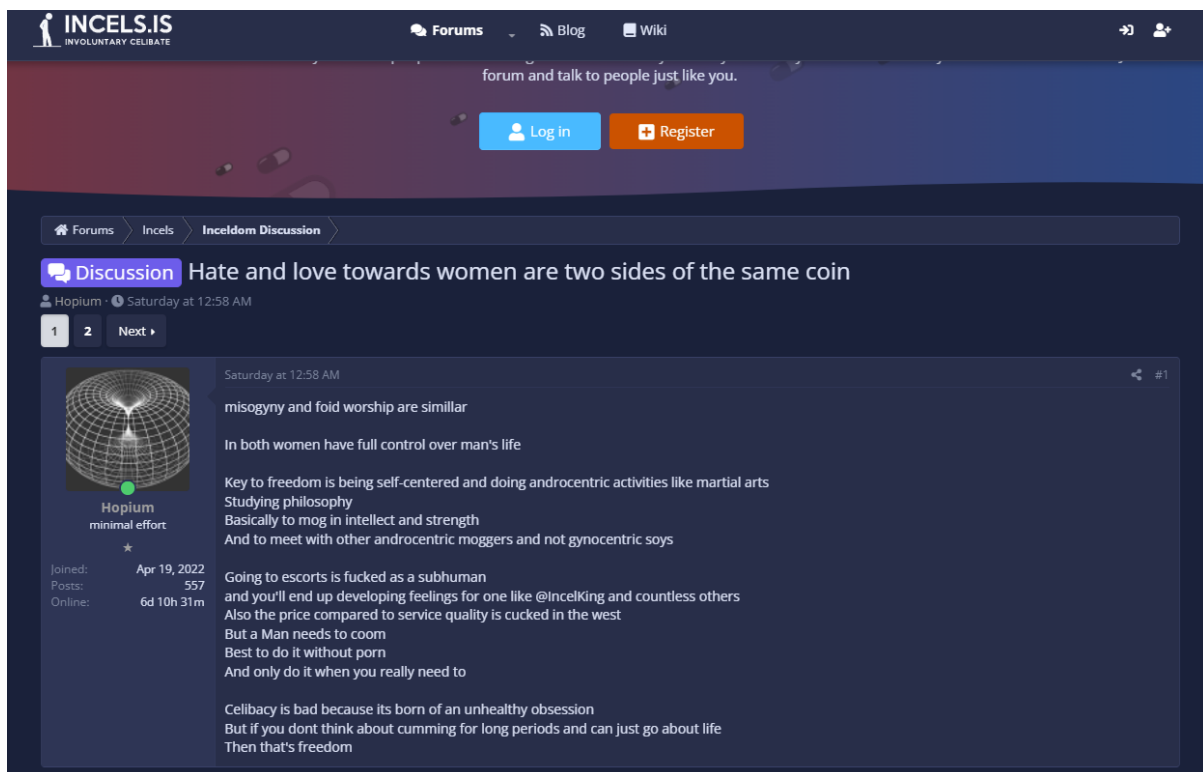 INCELS.IS
INVOLUNTARY CELIBATE
Forums
Blog
Wiki
forum and talk to people just like you.
Log in
Register
Forums
Incels
Inceldom Discussion
Discussion Hate and love towards women are two sides of the same coin
Hopium · Saturday at 12:58 AM
1 2 Next
Saturday at 12:58 AM #1
misogyny and foid worship are simillar
In both women have full control over man's life
Key to freedom is being self-centered and doing androcentric activities like martial arts
Studying philosophy
Basically to mog in intellect and strength
And to meet with other androcentric moggers and not gynocentric soys
Going to escorts is fucked as a subhuman
and you'll end up developing feelings for one like @IncelKing and countless others
Also the price compared to service quality is cucked in the west
But a Man needs to coom
Best to do it without porn
And only do it when you really need to
Celibacy is bad because its born of an unhealthy obsession
But if you dont think about cumming for long periods and can just go about life
Then that's freedom
Hopium
minimal effort
Joined: Apr 19, 2022
Posts: 557
Online: 6d 10h 31m